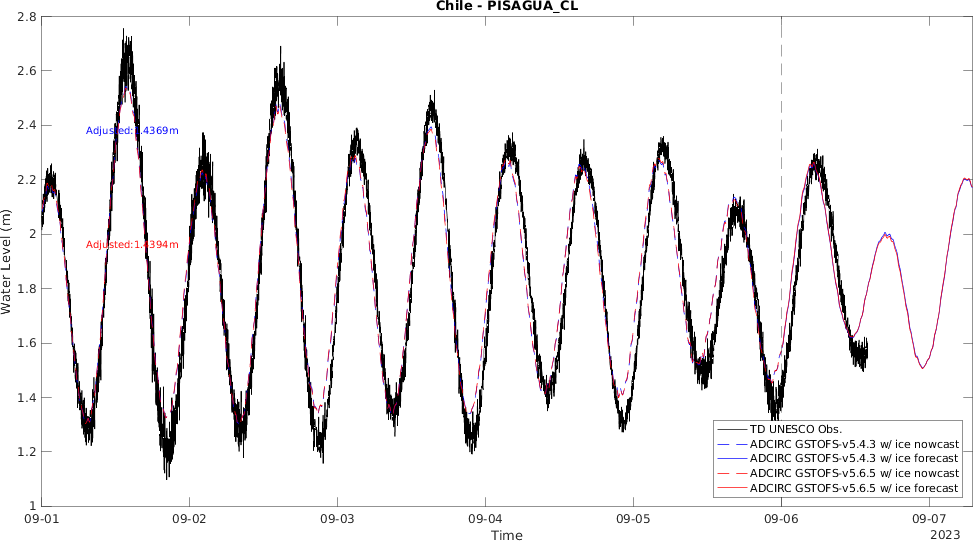 Chile - PISAGUA_CL
2.8
2.6
2.4
2.2
2
1.8
1.6
1.4
1.2
1
Water Level (m)
Adjusted:1.4369m
Adjusted:1.4394m
TD UNESCO Obs.
ADCIRC GSTOFS-v5.4.3 w/ ice nowcast
ADCIRC GSTOFS-v5.4.3 w/ ice forecast
ADCIRC GSTOFS-v5.6.5 w/ ice nowcast
ADCIRC GSTOFS-v5.6.5 w/ ice forecast
09-01 09-02 09-03 09-04 09-05 09-06 09-07
Time
2023